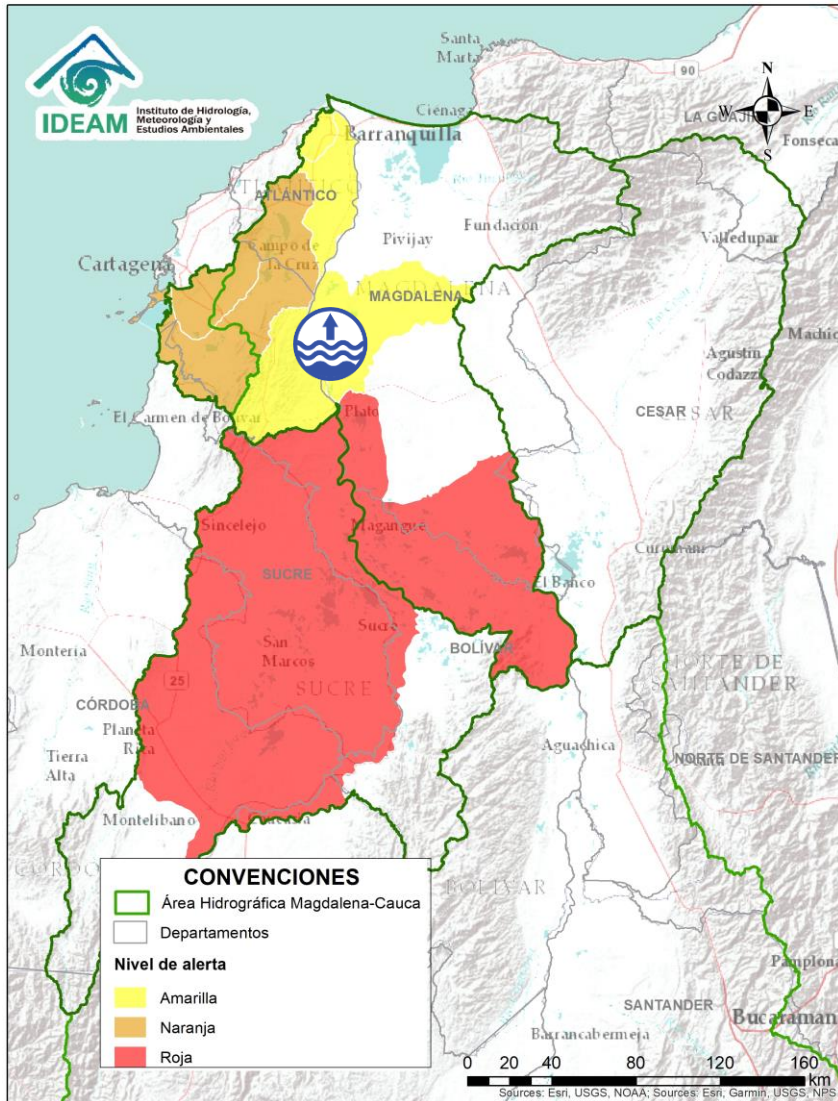 IDEAM
Instituto de Hidrología,
Meteorología y
Estudios Ambientales
Santa
Marta
90
N
W
E
S
Ciénaga
LA GUAJIRA
Barranquilla
Fonseca
ATLÁNTICO
Pivijay
Fundación
Valledupar
Campo de
la Cruz
Cartagena
MAGDALENA
MAGDALENA
Agustín
Codazzi
El Carmen de Bolívar
Plato
CESAR
CESAR
Sincelejo
Magangué
Curumaní
SUCRE
El Banco
Sucre
Montería
San
Marcos
BOLÍVAR
NORTE DE
SANTANDER
25
SUCRE
CÓRDOBA
Planeta
Rica
Aguachica
Tierra
Alta
NORTE DE SANTANDER
Montelíbano
BOLÍVAR
CONVENCIONES
Área Hidrográfica Magdalena-Cauca
Departamentos
Nivel de alerta
Amarilla
Naranja
Roja
Pamplona
SANTANDER
Bucaraman
Barrancabermeja
0 20 40 80 120 160
km
Sources: Esri, USGS, NOAA; Sources: Esri, Garmin, USGS, NPS